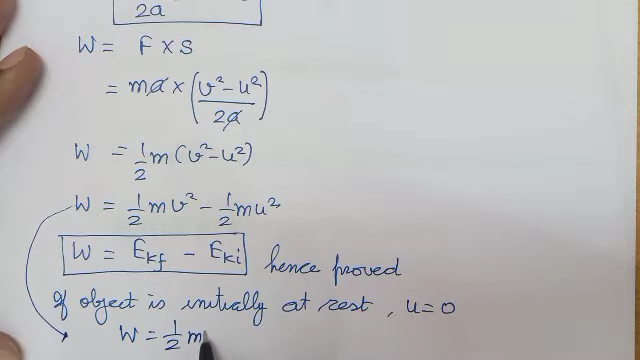 2a
W = F × S
= ma × (v² – u² / 2a)
W = 1/2 m (v² – u²)
W = 1/2 mv² – 1/2 mu²
W = Ekf – Eki hence proved
If object is initially at rest, u = 0
W = 1/2 m